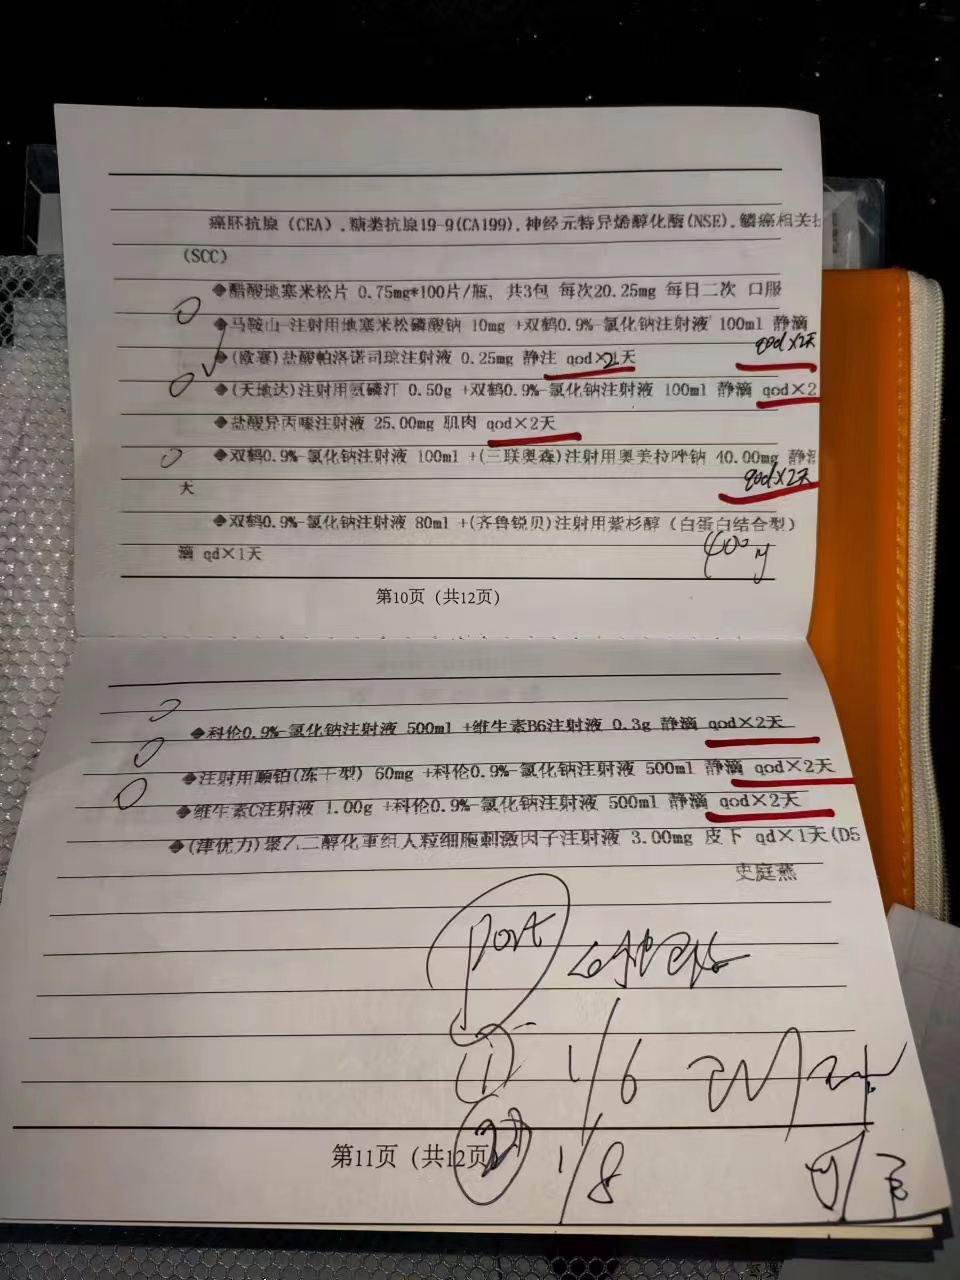 癌胚抗原（CEA）.糖类抗原19-9(CA199).神经元特异烯醇化酶(NSE).鳞癌相关抗
(SCC)
◆醋酸地塞米松片 0.75mg*100片/瓶, 共3包 每次20.25mg 每日二次 口服
◆马鞍山-注射用地塞米松磷酸钠 10mg +双鹤0.9%-氯化钠注射液 100ml 静滴
qod×2天
◆(欧赛)盐酸帕洛诺司琼注射液 0.25mg 静注 qod×2天
◆(天地达)注射用氨磷汀 0.50g +双鹤0.9%-氯化钠注射液 100ml 静滴 qod×2
◆盐酸异丙嗪注射液 25.00mg 肌肉 qod×2天
◆双鹤0.9%-氯化钠注射液 100ml +(三联奥森)注射用奥美拉唑钠 40.00mg 静滴
qod×2天
天
◆双鹤0.9%-氯化钠注射液 80ml +(齐鲁锐贝)注射用紫杉醇（白蛋白结合型）
滴 qd×1天
400
第10页（共12页）
◆科伦0.9%-氯化钠注射液 500ml +维生素B6注射液 0.3g 静滴 qod×2天
◆注射用顺铂(冻干型) 60mg +科伦0.9%-氯化钠注射液 500ml 静滴 qod×2天
◆维生素C注射液 1.00g +科伦0.9%-氯化钠注射液 500ml 静滴 qod×2天
◆(津优力)聚乙二醇化重组人粒细胞刺激因子注射液 3.00mg 皮下 qd×1天(D5
史庭燕
port
(1) 1/6
1/8
第11页（共12页